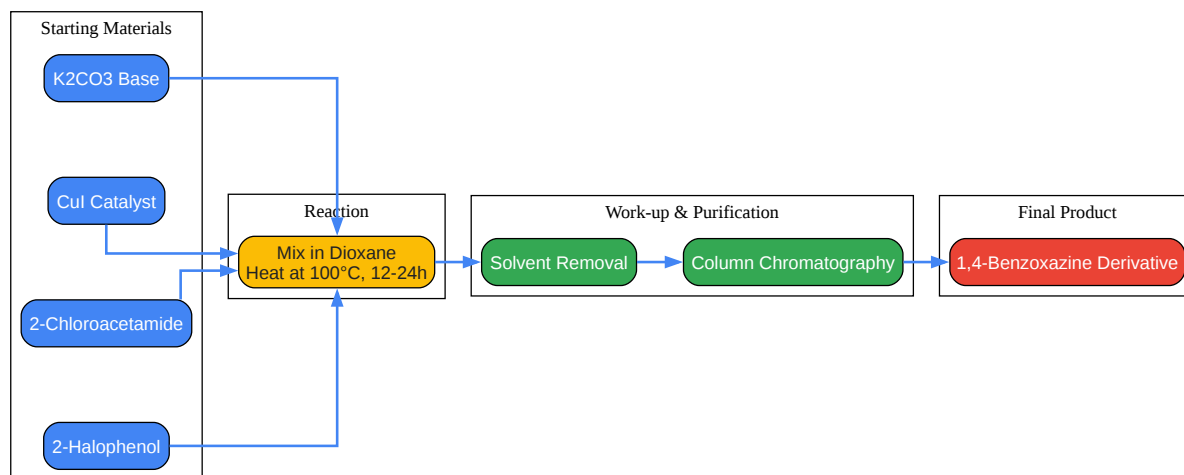 Starting Materials
K2CO3 Base
CuI Catalyst
2-Chloroacetamide
2-Halophenol
Reaction
Mix in Dioxane
Heat at 100°C, 12-24h
Work-up & Purification
Solvent Removal
Column Chromatography
Final Product
1,4-Benzoxazine Derivative